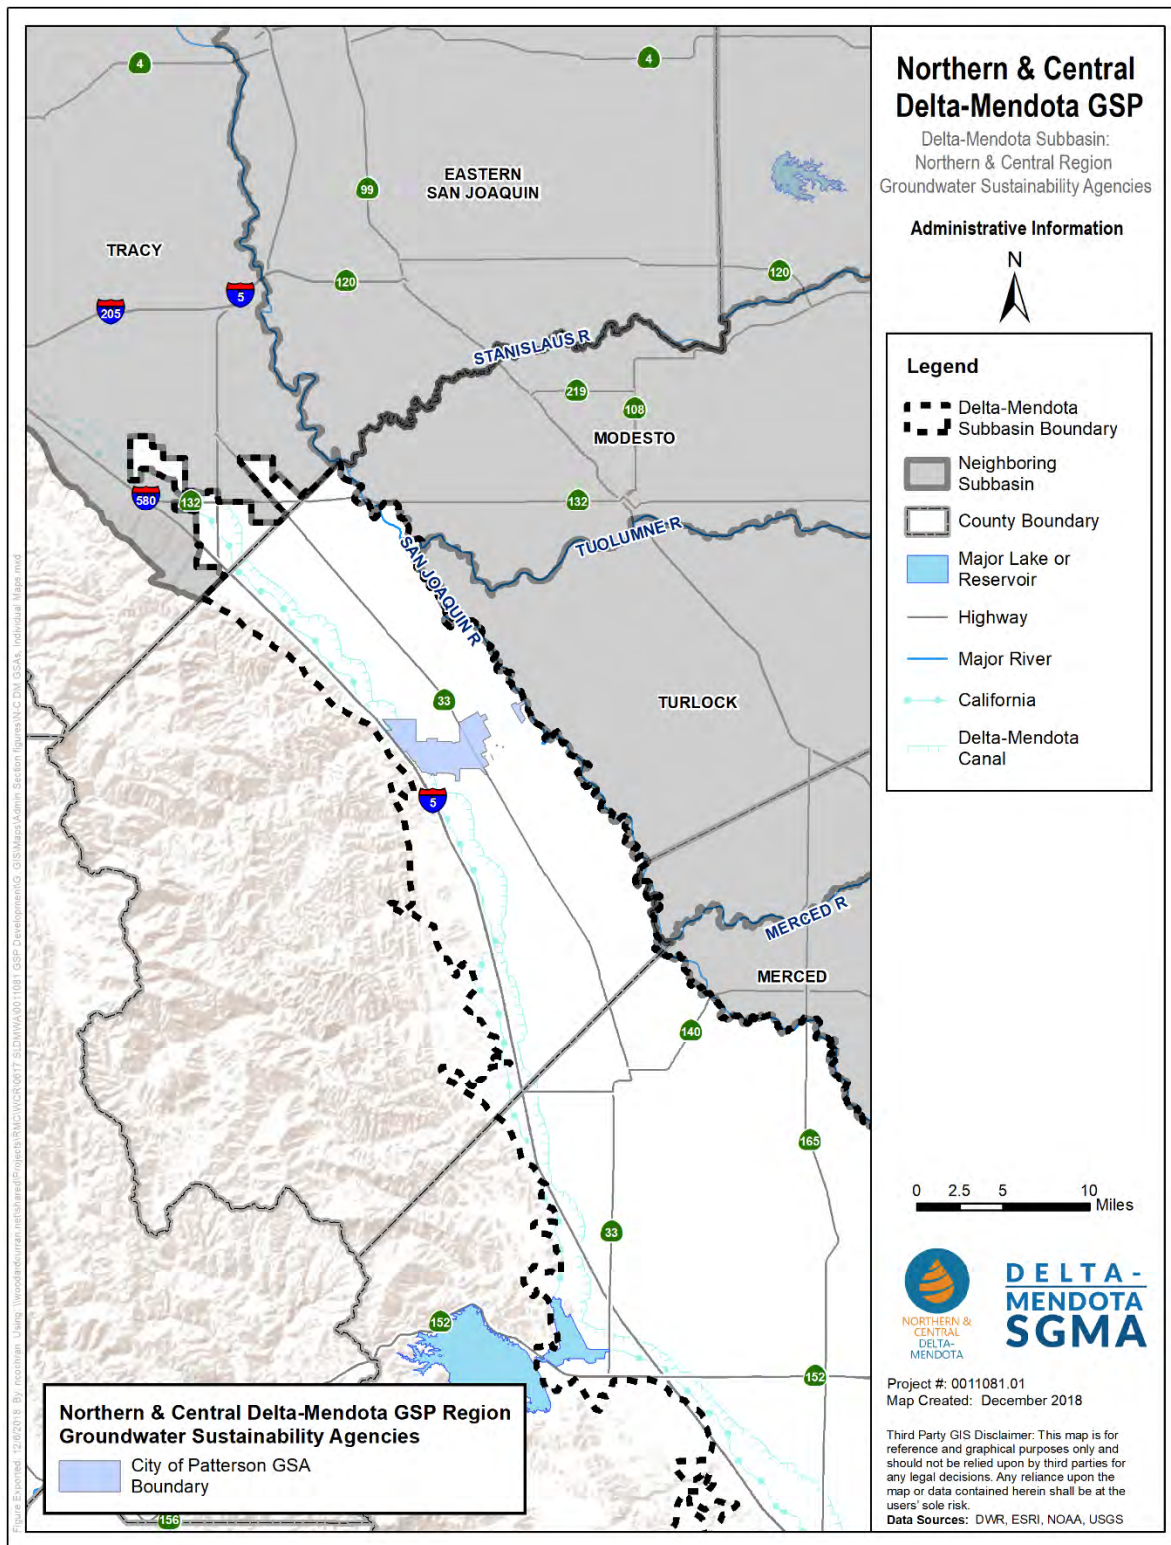 Northern & Central
Delta-Mendota GSP
Delta-Mendota Subbasin:
Northern & Central Region
Groundwater Sustainability Agencies
Administrative Information
N
Legend
Delta-Mendota
Subbasin Boundary
Neighboring
Subbasin
County Boundary
Major Lake or
Reservoir
Highway
Major River
California
Delta-Mendota
Canal
0 2.5 5 10
Miles
NORTHERN &
CENTRAL
DELTA-
MENDOTA
DELTA-
MENDOTA
SGMA
Project #: 0011081.01
Map Created: December 2018
Third Party GIS Disclaimer: This map is for
reference and graphical purposes only and
should not be relied upon by third parties for
any legal decisions. Any reliance upon the
map or data contained herein shall be at the
users' sole risk.
Data Sources: DWR, ESRI, NOAA, USGS
4
4
99
EASTERN
SAN JOAQUIN
TRACY
120
120
5
205
STANISLAUS R
219
108
MODESTO
580
132
132
TUOLUMNE R
SAN JOAQUIN R
33
TURLOCK
5
MERCED R
MERCED
140
165
33
152
152
156
Northern & Central Delta-Mendota GSP Region
Groundwater Sustainability Agencies
City of Patterson GSA
Boundary